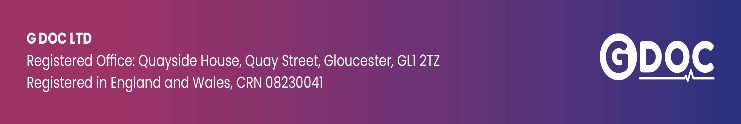 G DOC LTD
Registered Office: Quayside House, Quay Street, Gloucester, GL1 2TZ
Registered in England and Wales, CRN 08230041
GDOC